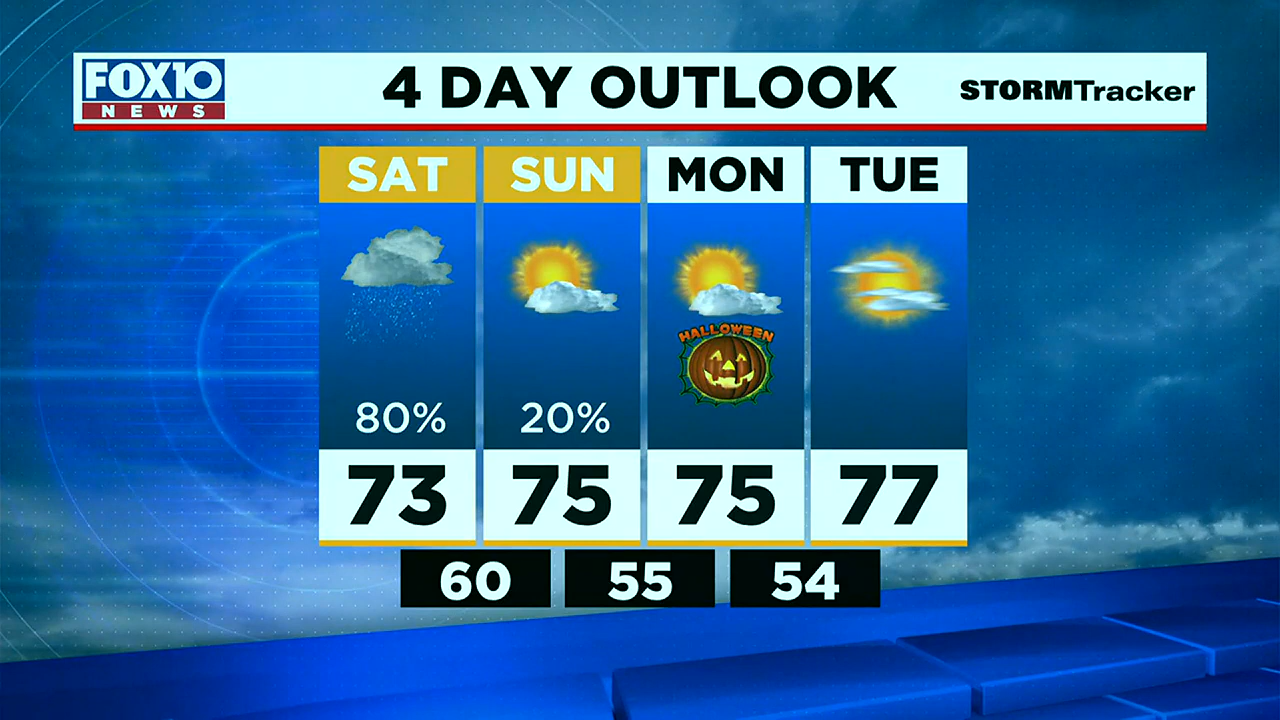 FOX10
NEWS
4 DAY OUTLOOK
STORMTracker
SAT SUN MON TUE
HALLOWEEN
80% 20%
73 75 75 77
60 55 54